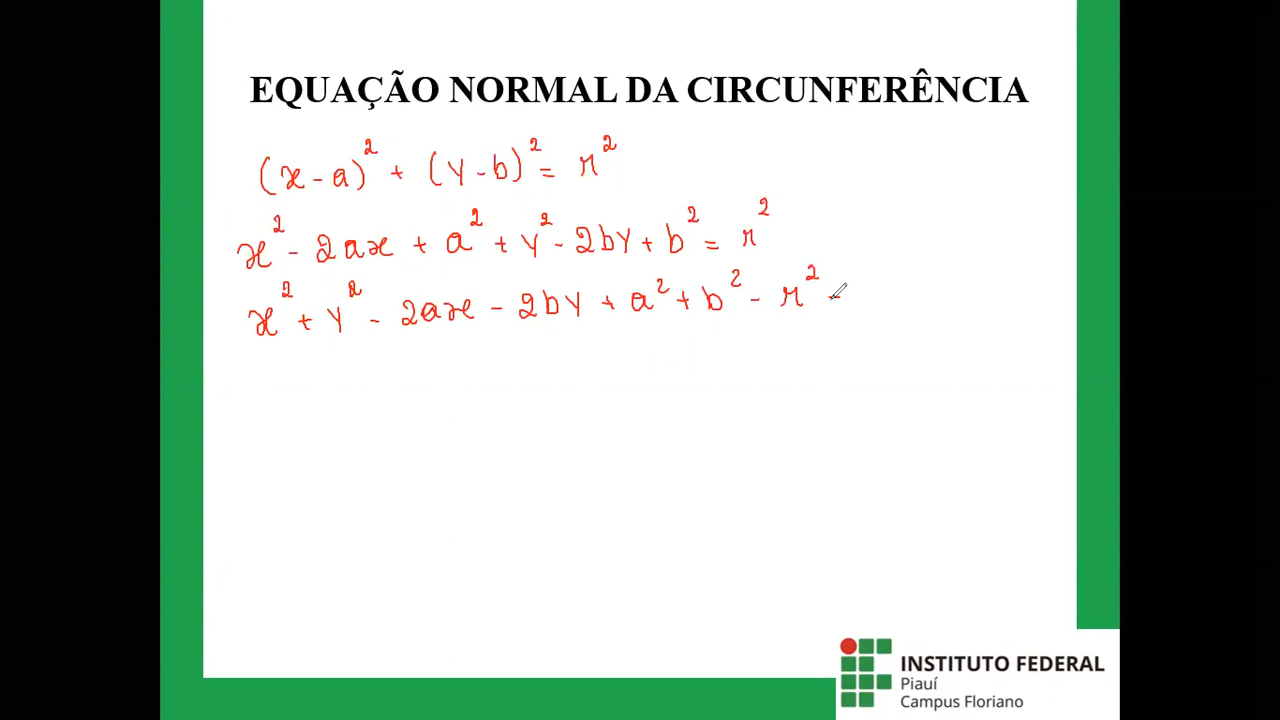 EQUAÇÃO NORMAL DA CIRCUNFERÊNCIA
(x-a)² + (y-b)² = r²
x² - 2ax + a² + y² - 2by + b² = r²
x² + y² - 2ax - 2by + a² + b² - r² -
INSTITUTO FEDERAL
Piauí
Campus Floriano